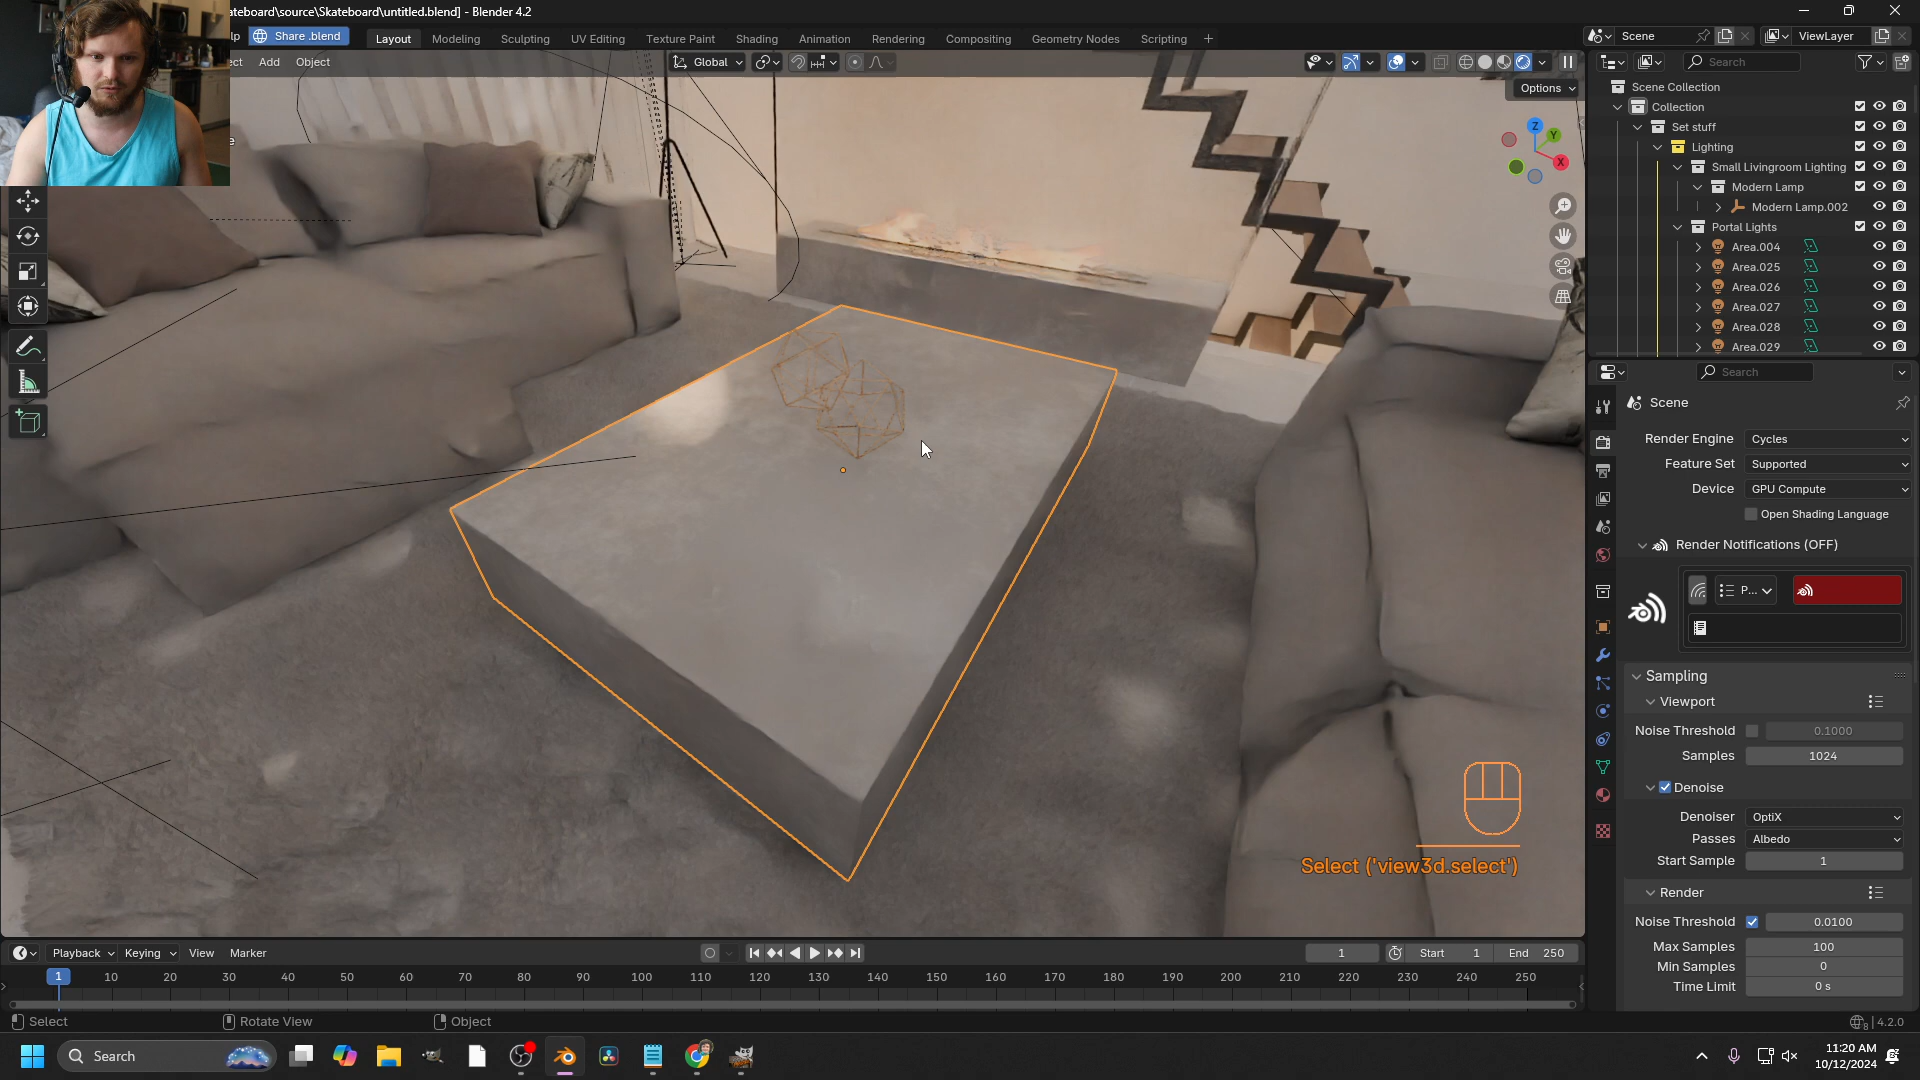 ateboard\source\Skateboard\untitled.blend] - Blender 4.2
lp Share .blend Layout Modeling Sculpting UV Editing Texture Paint Shading Animation Rendering Compositing Geometry Nodes Scripting + Scene ViewLayer
ect Add Object Global Search
Options
Scene Collection
Collection
Set stuff
Lighting
Small Livingroom Lighting
Modern Lamp
Modern Lamp.002
Portal Lights
Area.004
Area.025
Area.026
Area.027
Area.028
Area.029
Z Y X
e
Search
Scene
Render Engine Cycles
Feature Set Supported
Device GPU Compute
Open Shading Language
Render Notifications (OFF)
P...
Sampling
Viewport
Noise Threshold 0.1000
Samples 1024
Denoise
Denoiser OptiX
Passes Albedo
Start Sample 1
Render
Noise Threshold 0.0100
Max Samples 100
Min Samples 0
Time Limit 0 s
Select ('view3d.select')
Playback Keying View Marker 1 Start 1 End 250
1 10 20 30 40 50 60 70 80 90 100 110 120 130 140 150 160 170 180 190 200 210 220 230 240 250
Select Rotate View Object 8 4.2.0
Search
11:20 AM
10/12/2024